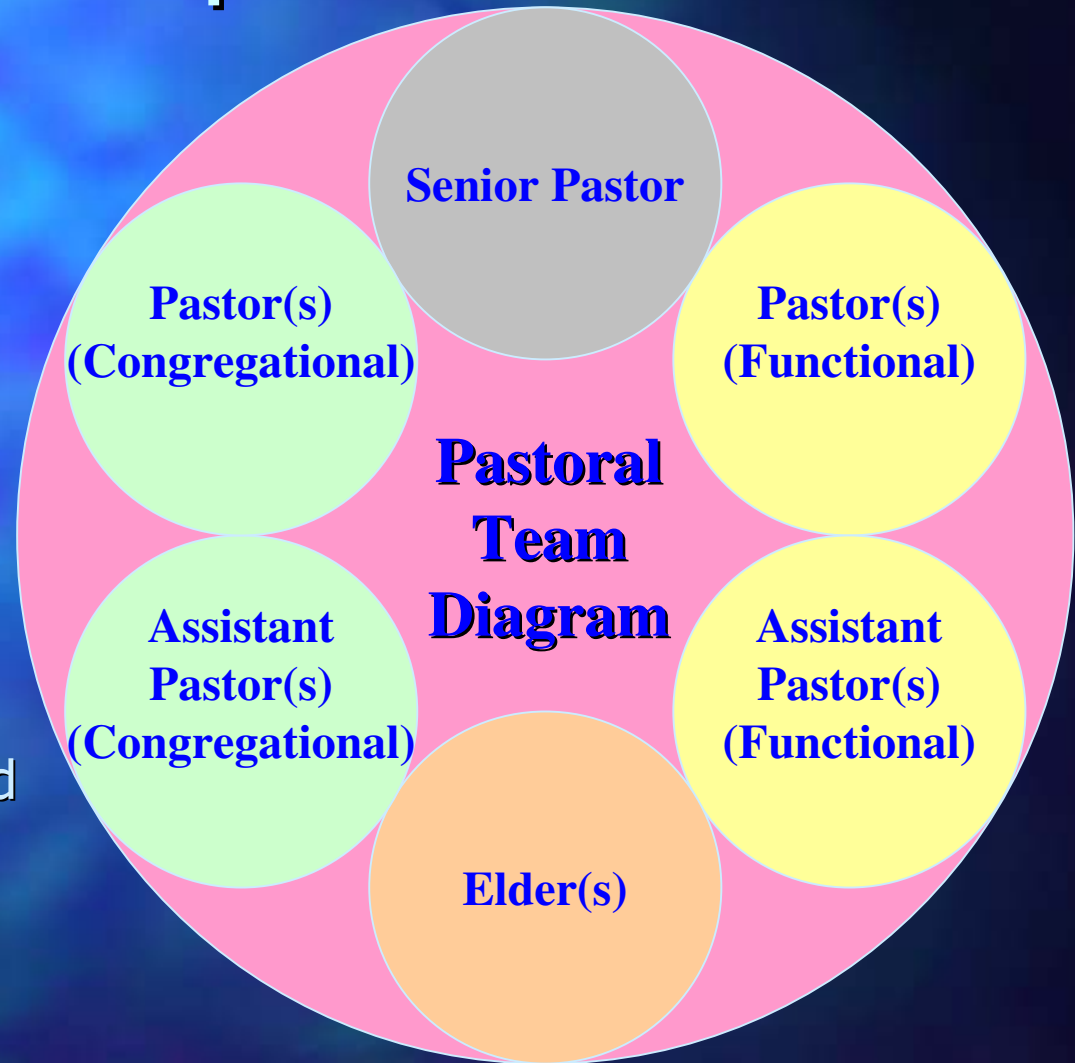 Senior Pastor
Pastor(s)
(Congregational)
Pastor(s)
(Functional)
Pastoral
Team
Diagram
Assistant
Pastor(s)
(Congregational)
Assistant
Pastor(s)
(Functional)
Elder(s)